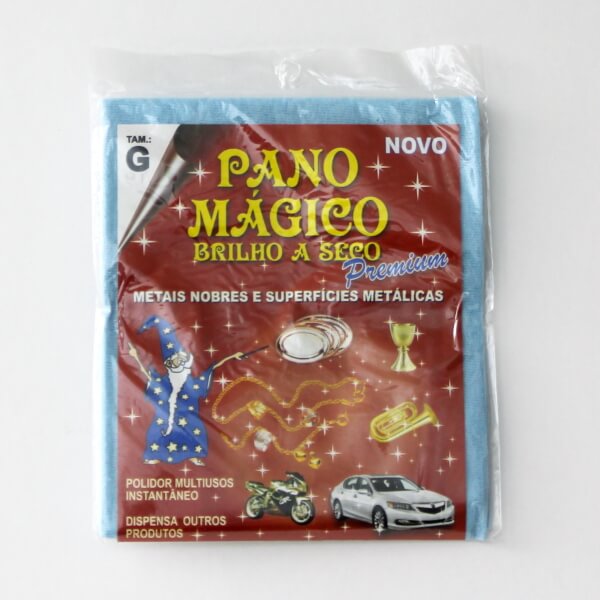 TAM.:
G
NOVO
PANO
MÁGICO
BRILHO A SECO
Premium
METAIS NOBRES E SUPERFÍCIES METÁLICAS
POLIDOR MULTIUSOS
INSTANTÂNEO
DISPENSA OUTROS
PRODUTOS